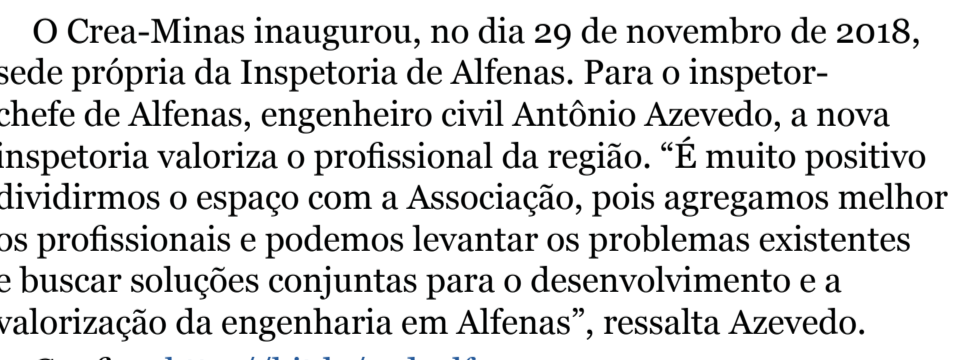 O Crea-Minas inaugurou, no dia 29 de novembro de 2018,
sede própria da Inspetoria de Alfenas. Para o inspetor-
chefe de Alfenas, engenheiro civil Antônio Azevedo, a nova
inspetoria valoriza o profissional da região. “É muito positivo
dividirmos o espaço com a Associação, pois agregamos melhor
os profissionais e podemos levantar os problemas existentes
e buscar soluções conjuntas para o desenvolvimento e a
valorização da engenharia em Alfenas”, ressalta Azevedo.